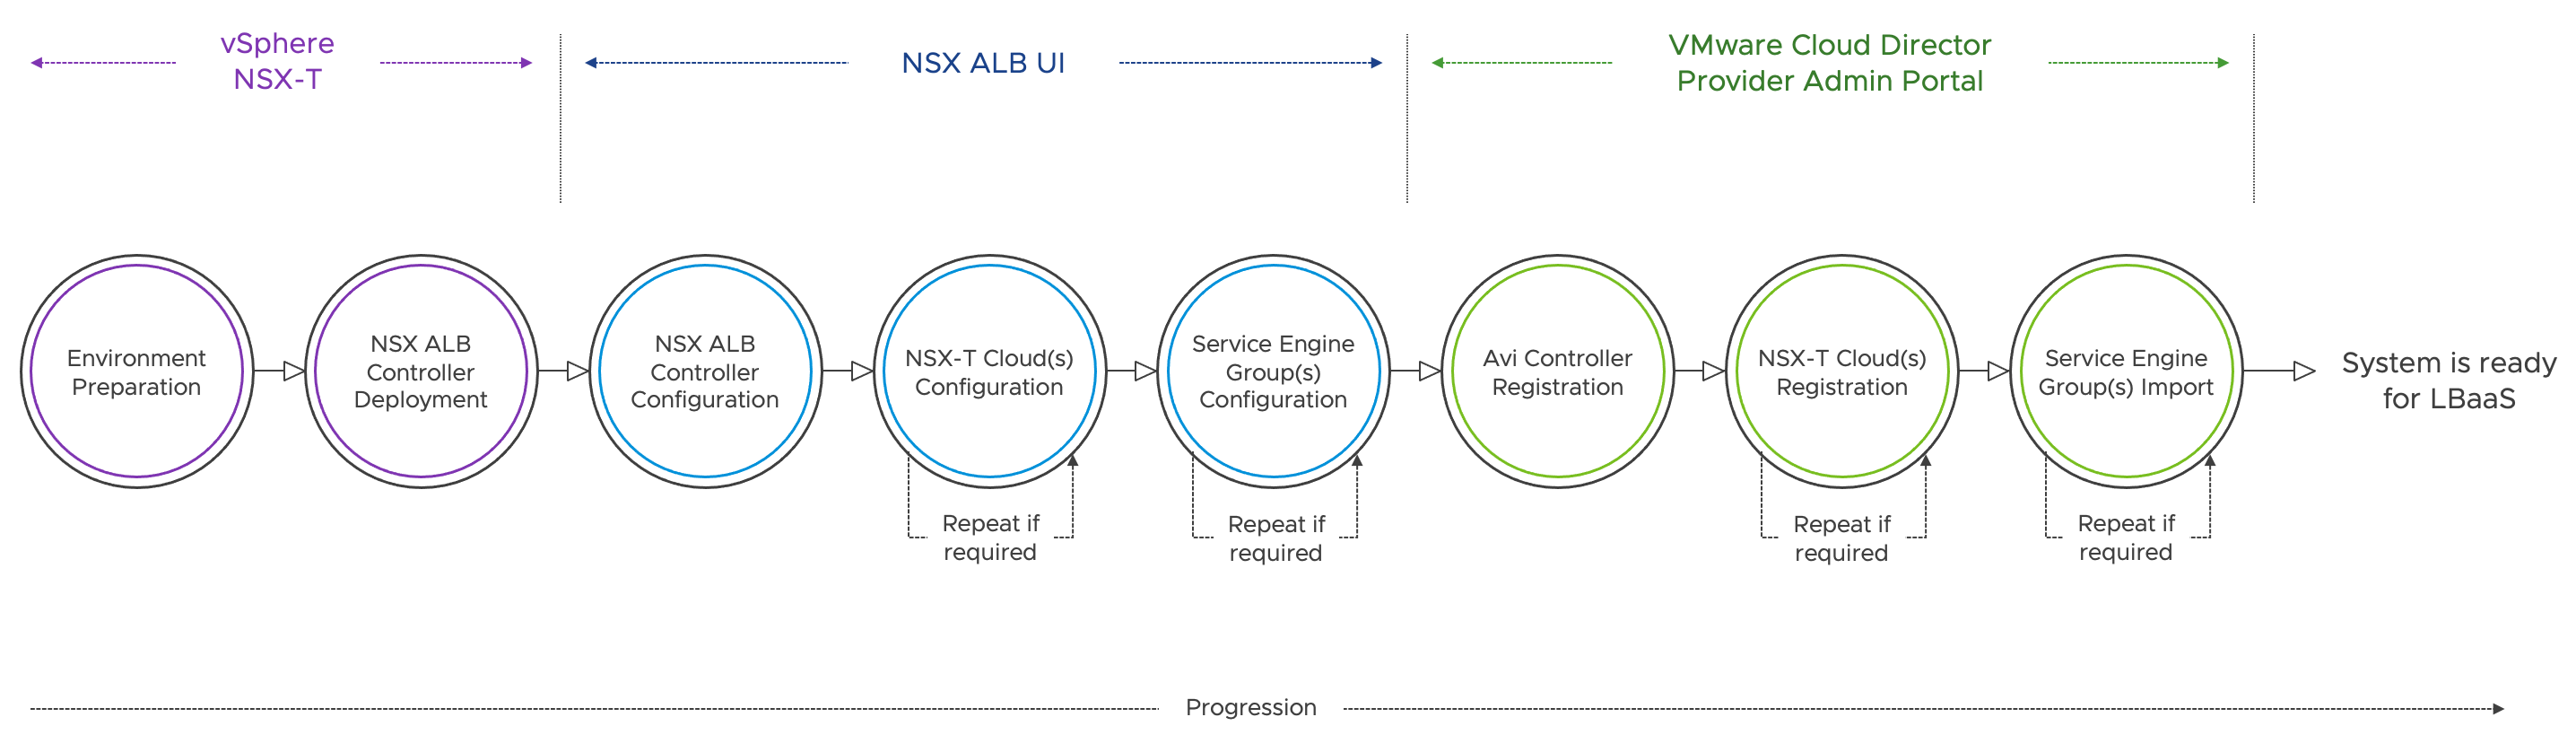 vSphere
NSX-T
NSX ALB UI
VMware Cloud Director
Provider Admin Portal
Environment
Preparation
NSX ALB
Controller
Deployment
NSX ALB
Controller
Configuration
NSX-T Cloud(s)
Configuration
Service Engine
Group(s)
Configuration
Avi Controller
Registration
NSX-T Cloud(s)
Registration
Service Engine
Group(s) Import
System is ready
for LBaaS
Repeat if
required
Repeat if
required
Repeat if
required
Repeat if
required
Progression